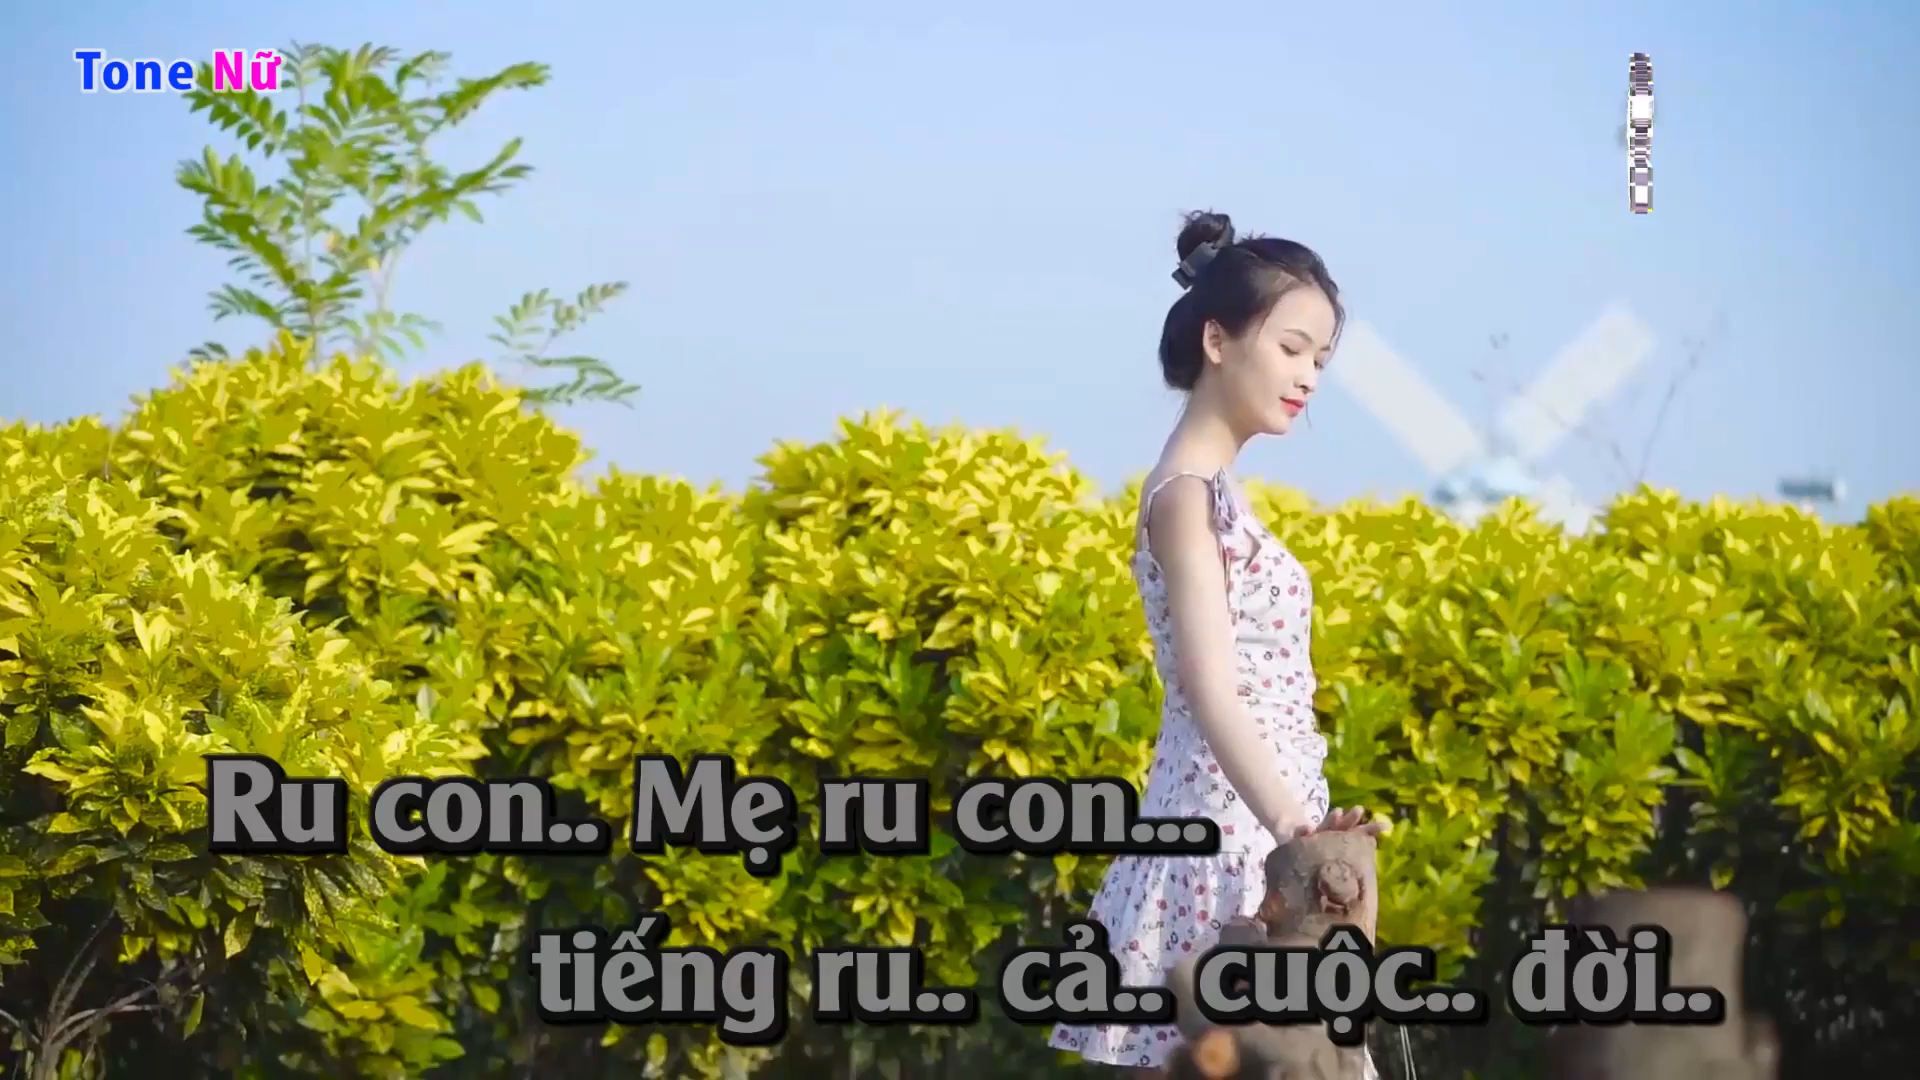 Tone Nữ
Ru con.. Mẹ ru con...
tiếng ru.. cả.. cuộc.. đời..